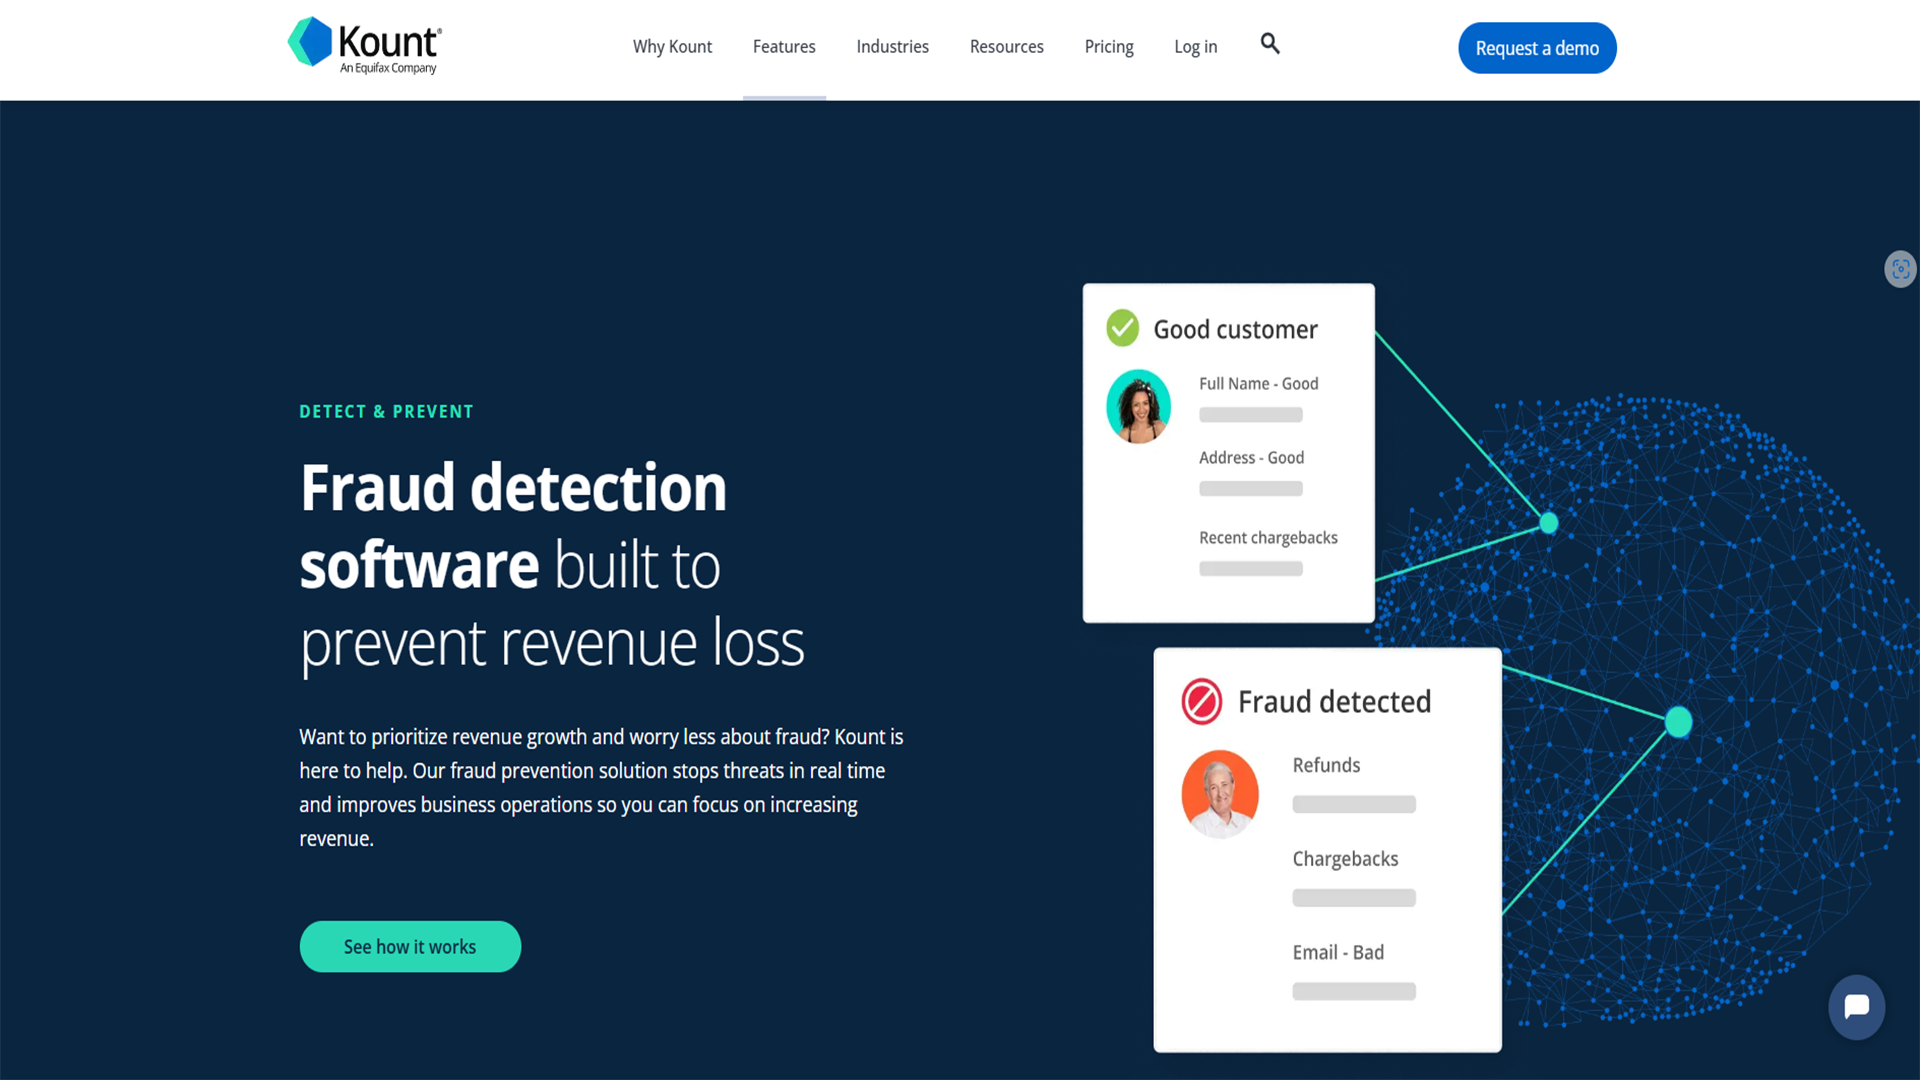 Kount®
An Equifax Company
Why Kount
Features
Industries
Resources
Pricing
Log in
Request a demo
DETECT & PREVENT
Fraud detection
software built to
prevent revenue loss
Want to prioritize revenue growth and worry less about fraud? Kount is
here to help. Our fraud prevention solution stops threats in real time
and improves business operations so you can focus on increasing
revenue.
See how it works
Good customer
Full Name - Good
Address - Good
Recent chargebacks
Fraud detected
Refunds
Chargebacks
Email - Bad